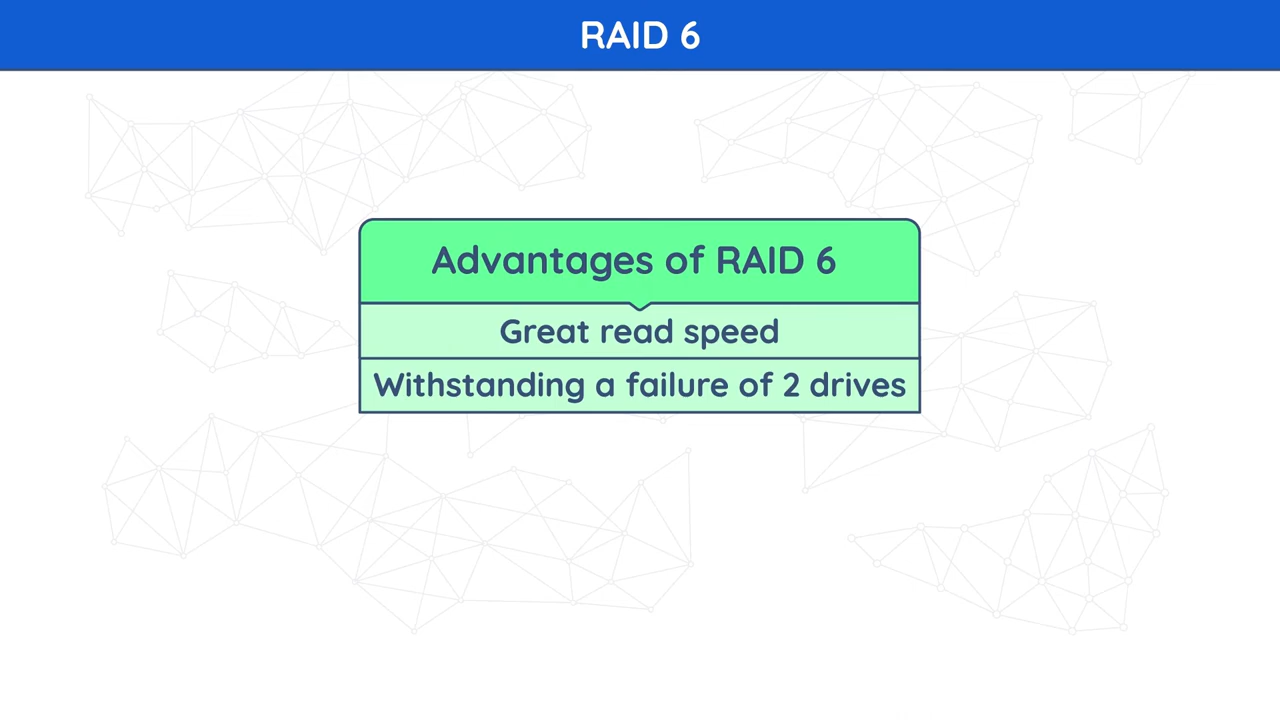 RAID 6
Advantages of RAID 6
Great read speed
Withstanding a failure of 2 drives